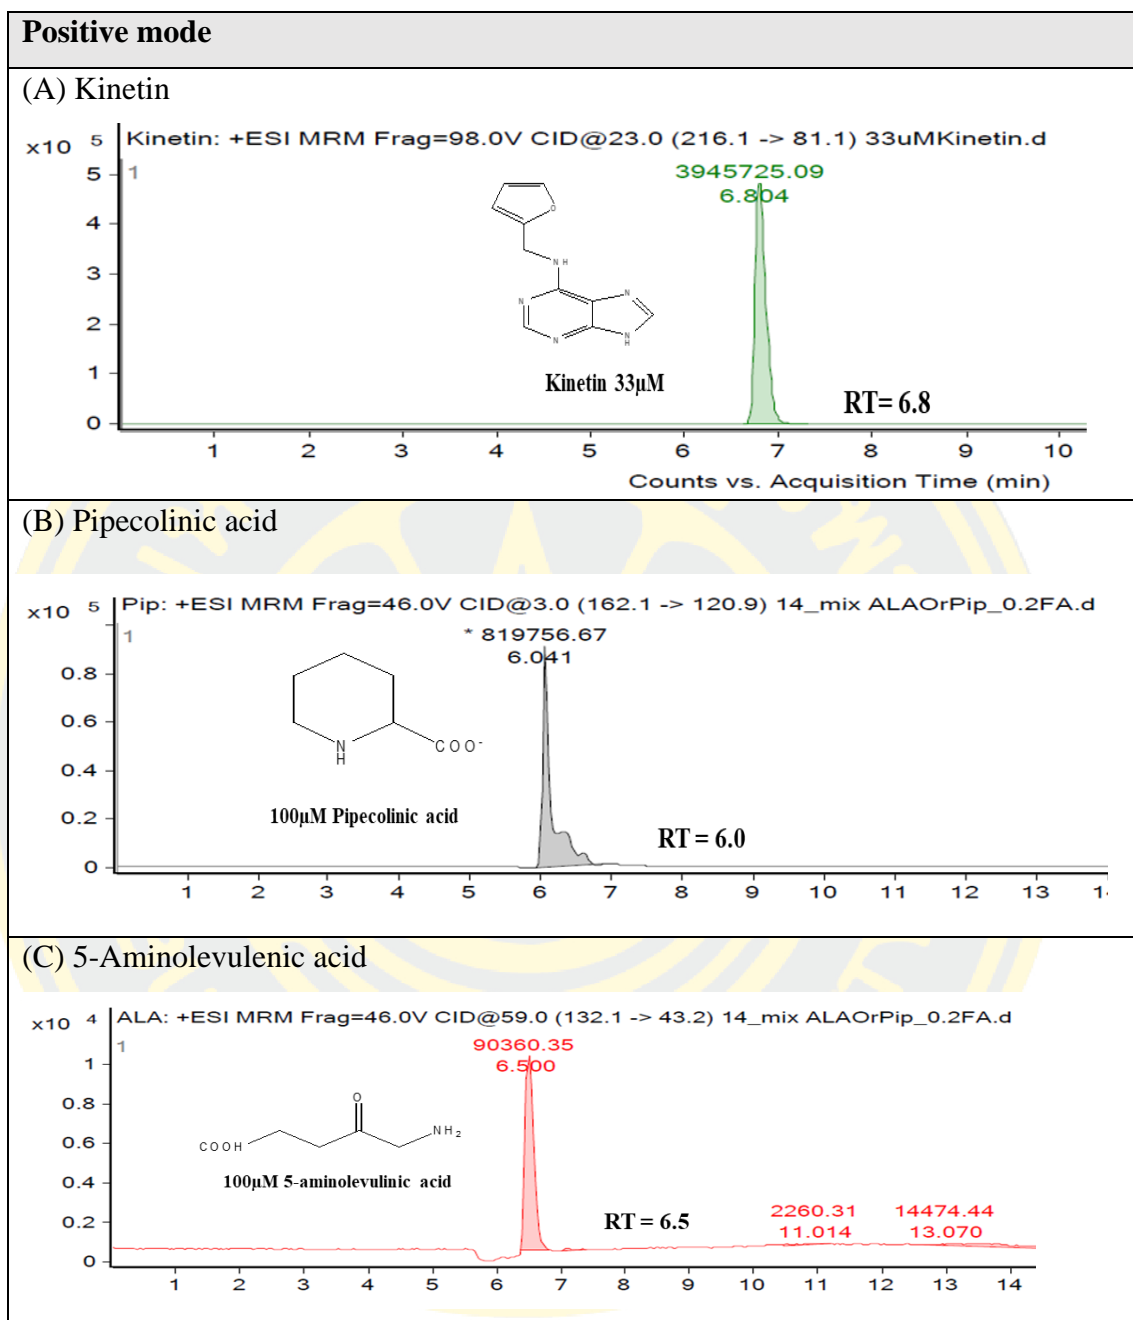 Positive mode
(A) Kinetin
x10 5 Kinetin: +ESI MRM Frag=98.0V CID@23.0 (216.1 -> 81.1) 33uMKinetin.d
1
3945725.09
6.804
5
4
3
2
1
0
O
N H
N
N
N
N
H
Kinetin 33µM
RT= 6.8
1 2 3 4 5 6 7 8 9 10
Counts vs. Acquisition Time (min)
(B) Pipecolinic acid
x10 5 Pip: +ESI MRM Frag=46.0V CID@3.0 (162.1 -> 120.9) 14_mix ALAOrPip_0.2FA.d
1
* 819756.67
6.041
0.8
0.6
0.4
0.2
0
N
H
COO-
100µM Pipecolinic acid
RT = 6.0
1 2 3 4 5 6 7 8 9 10 11 12 13 1
(C) 5-Aminolevulenic acid
x10 4 ALA: +ESI MRM Frag=46.0V CID@59.0 (132.1 -> 43.2) 14_mix ALAOrPip_0.2FA.d
1
90360.35
6.500
1
0.8
0.6
0.4
0.2
0
O
COOH
NH2
100µM 5-aminolevulinic acid
RT = 6.5
2260.31
11.014
14474.44
13.070
1 2 3 4 5 6 7 8 9 10 11 12 13 14